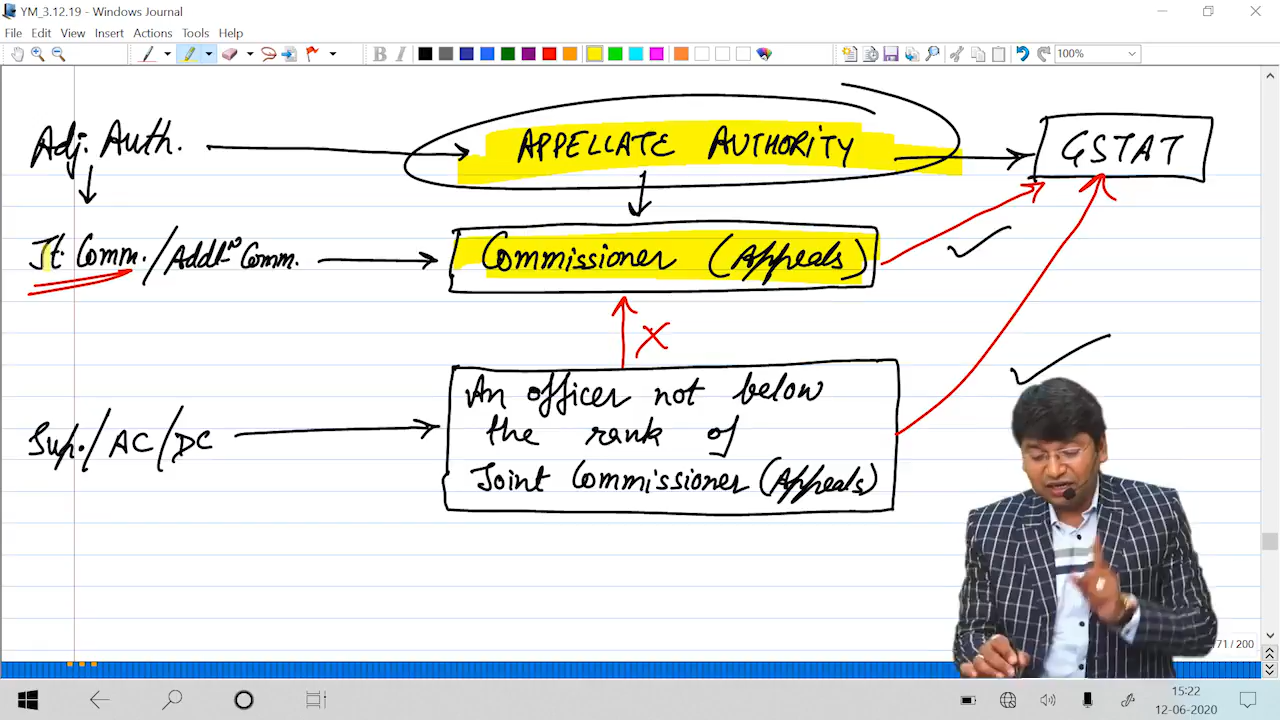 YM_3.12.19 - Windows Journal
File Edit View Insert Actions Tools Help
B I 100%
Adj. Auth. APPELLATE AUTHORITY GSTAT
Jt. Comm. / Addtnl Comm. Commissioner (Appeals)
X
An officer not below
Sup. / AC / DC the rank of
Joint Commissioner (Appeals)
71 / 200
15:22
12-06-2020